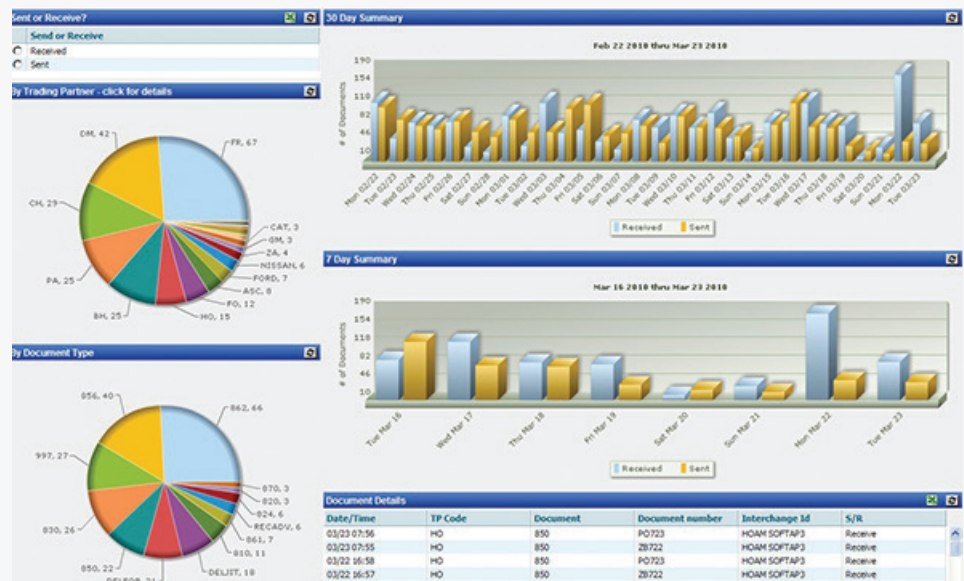 Sent or Receive?
Send or Receive
Received
Sent
By Trading Partner - click for details
DM, 42
FR, 67
CH, 29
CAT, 3
GM, 3
ZA, 4
PA, 25
NISSAN, 6
FORD, 7
ASC, 8
BH, 25
FO, 12
HO, 15
By Document Type
856, 40
862, 66
997, 27
870, 3
820, 3
824, 6
830, 26
RECADV, 6
861, 7
810, 11
850, 22
DELJIT, 18
30 Day Summary
Feb 22 2010 thru Mar 23 2010
# of Documents
190
154
118
82
46
10
Mon 02/22
Tue 02/23
Wed 02/24
Thu 02/25
Fri 02/26
Sat 02/27
Sun 02/28
Mon 03/01
Tue 03/02
Wed 03/03
Thu 03/04
Fri 03/05
Sat 03/06
Sun 03/07
Mon 03/08
Tue 03/09
Wed 03/10
Thu 03/11
Fri 03/12
Sat 03/13
Sun 03/14
Mon 03/15
Tue 03/16
Wed 03/17
Thu 03/18
Fri 03/19
Sat 03/20
Sun 03/21
Mon 03/22
Tue 03/23
Received Sent
7 Day Summary
Mar 16 2010 thru Mar 23 2010
# of Documents
190
154
118
82
46
10
Tue Mar 16
Wed Mar 17
Thu Mar 18
Fri Mar 19
Sat Mar 20
Sun Mar 21
Mon Mar 22
Tue Mar 23
Received Sent
Document Details
Date/Time TP Code Document Document number Interchange Id S/R
03/23 07:56 HO 850 PO723 HOAM SOFTAP3 Receive
03/23 07:55 HO 850 ZB722 HOAM SOFTAP3 Receive
03/22 16:58 HO 850 PO723 HOAM SOFTAP3 Receive
03/22 16:57 HO 850 ZB722 HOAM SOFTAP3 Receive